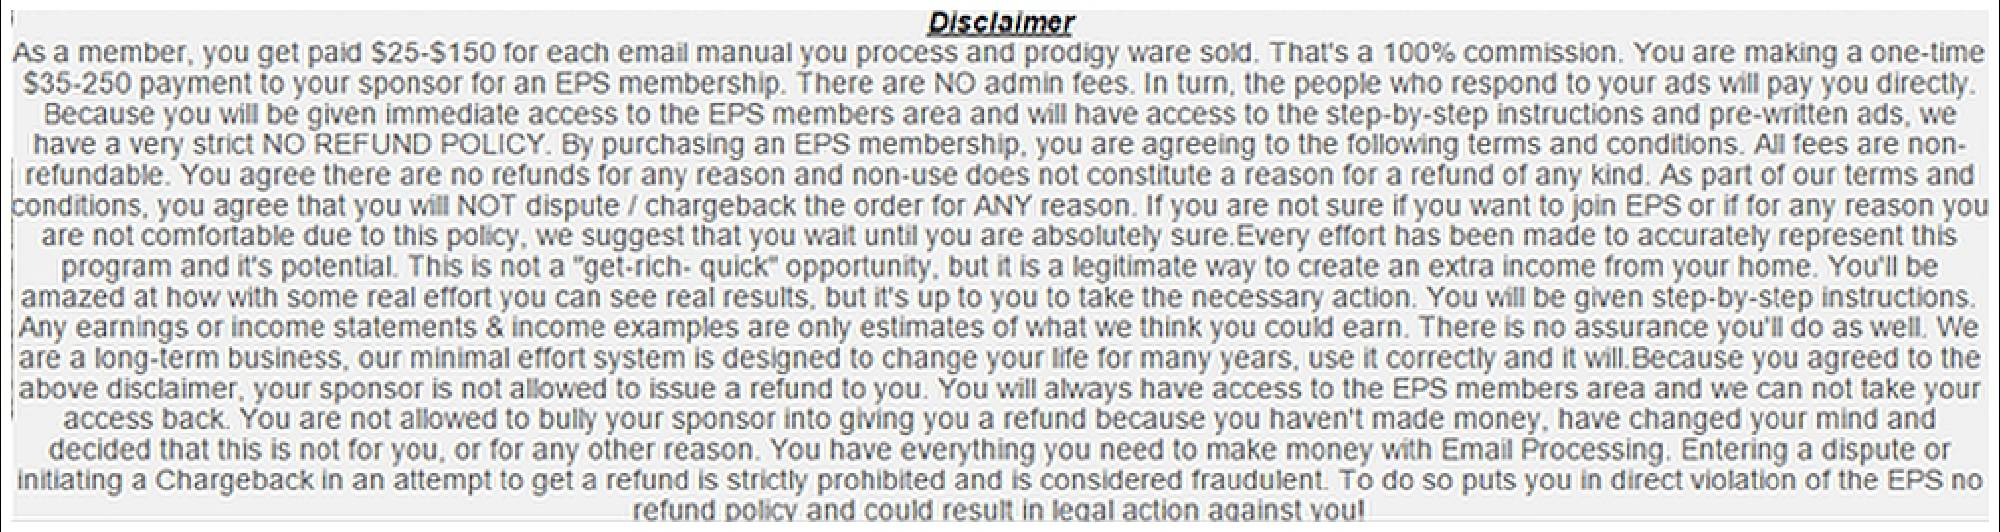 Disclaimer
As a member, you get paid $25-$150 for each email manual you process and prodigy ware sold. That's a 100% commission. You are making a one-time
$35-250 payment to your sponsor for an EPS membership. There are NO admin fees. In turn, the people who respond to your ads will pay you directly.
Because you will be given immediate access to the EPS members area and will have access to the step-by-step instructions and pre-written ads, we
have a very strict NO REFUND POLICY. By purchasing an EPS membership, you are agreeing to the following terms and conditions. All fees are non-
refundable. You agree there are no refunds for any reason and non-use does not constitute a reason for a refund of any kind. As part of our terms and
conditions, you agree that you will NOT dispute / chargeback the order for ANY reason. If you are not sure if you want to join EPS or if for any reason you
are not comfortable due to this policy, we suggest that you wait until you are absolutely sure.Every effort has been made to accurately represent this
program and it's potential. This is not a "get-rich- quick" opportunity, but it is a legitimate way to create an extra income from your home. You'll be
amazed at how with some real effort you can see real results, but it's up to you to take the necessary action. You will be given step-by-step instructions.
Any earnings or income statements & income examples are only estimates of what we think you could earn. There is no assurance you'll do as well. We
are a long-term business, our minimal effort system is designed to change your life for many years, use it correctly and it will.Because you agreed to the
above disclaimer, your sponsor is not allowed to issue a refund to you. You will always have access to the EPS members area and we can not take your
access back. You are not allowed to bully your sponsor into giving you a refund because you haven't made money, have changed your mind and
decided that this is not for you, or for any other reason. You have everything you need to make money with Email Processing. Entering a dispute or
initiating a Chargeback in an attempt to get a refund is strictly prohibited and is considered fraudulent. To do so puts you in direct violation of the EPS no
refund policy and could result in legal action against you!